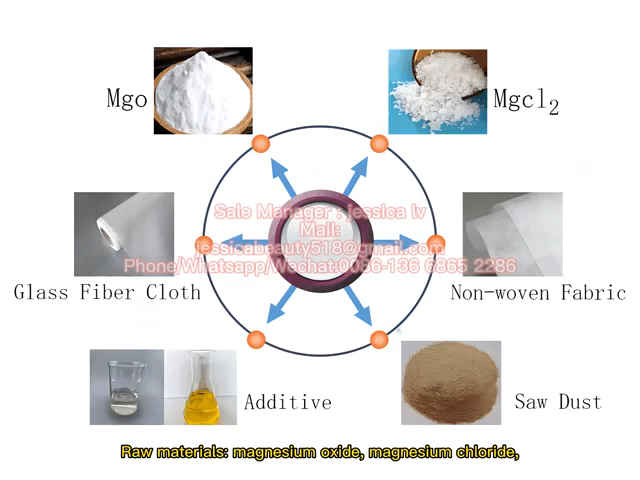 Mgo
Mgcl2
Sale Manager : jessica lv
Mail:
jessicabeauty518@gmail.com
Phone/Whatsapp/Wechat:0086-136 6865 2286
Glass Fiber Cloth
Non-woven Fabric
Additive
Saw Dust
Raw materials: magnesium oxide, magnesium chloride,